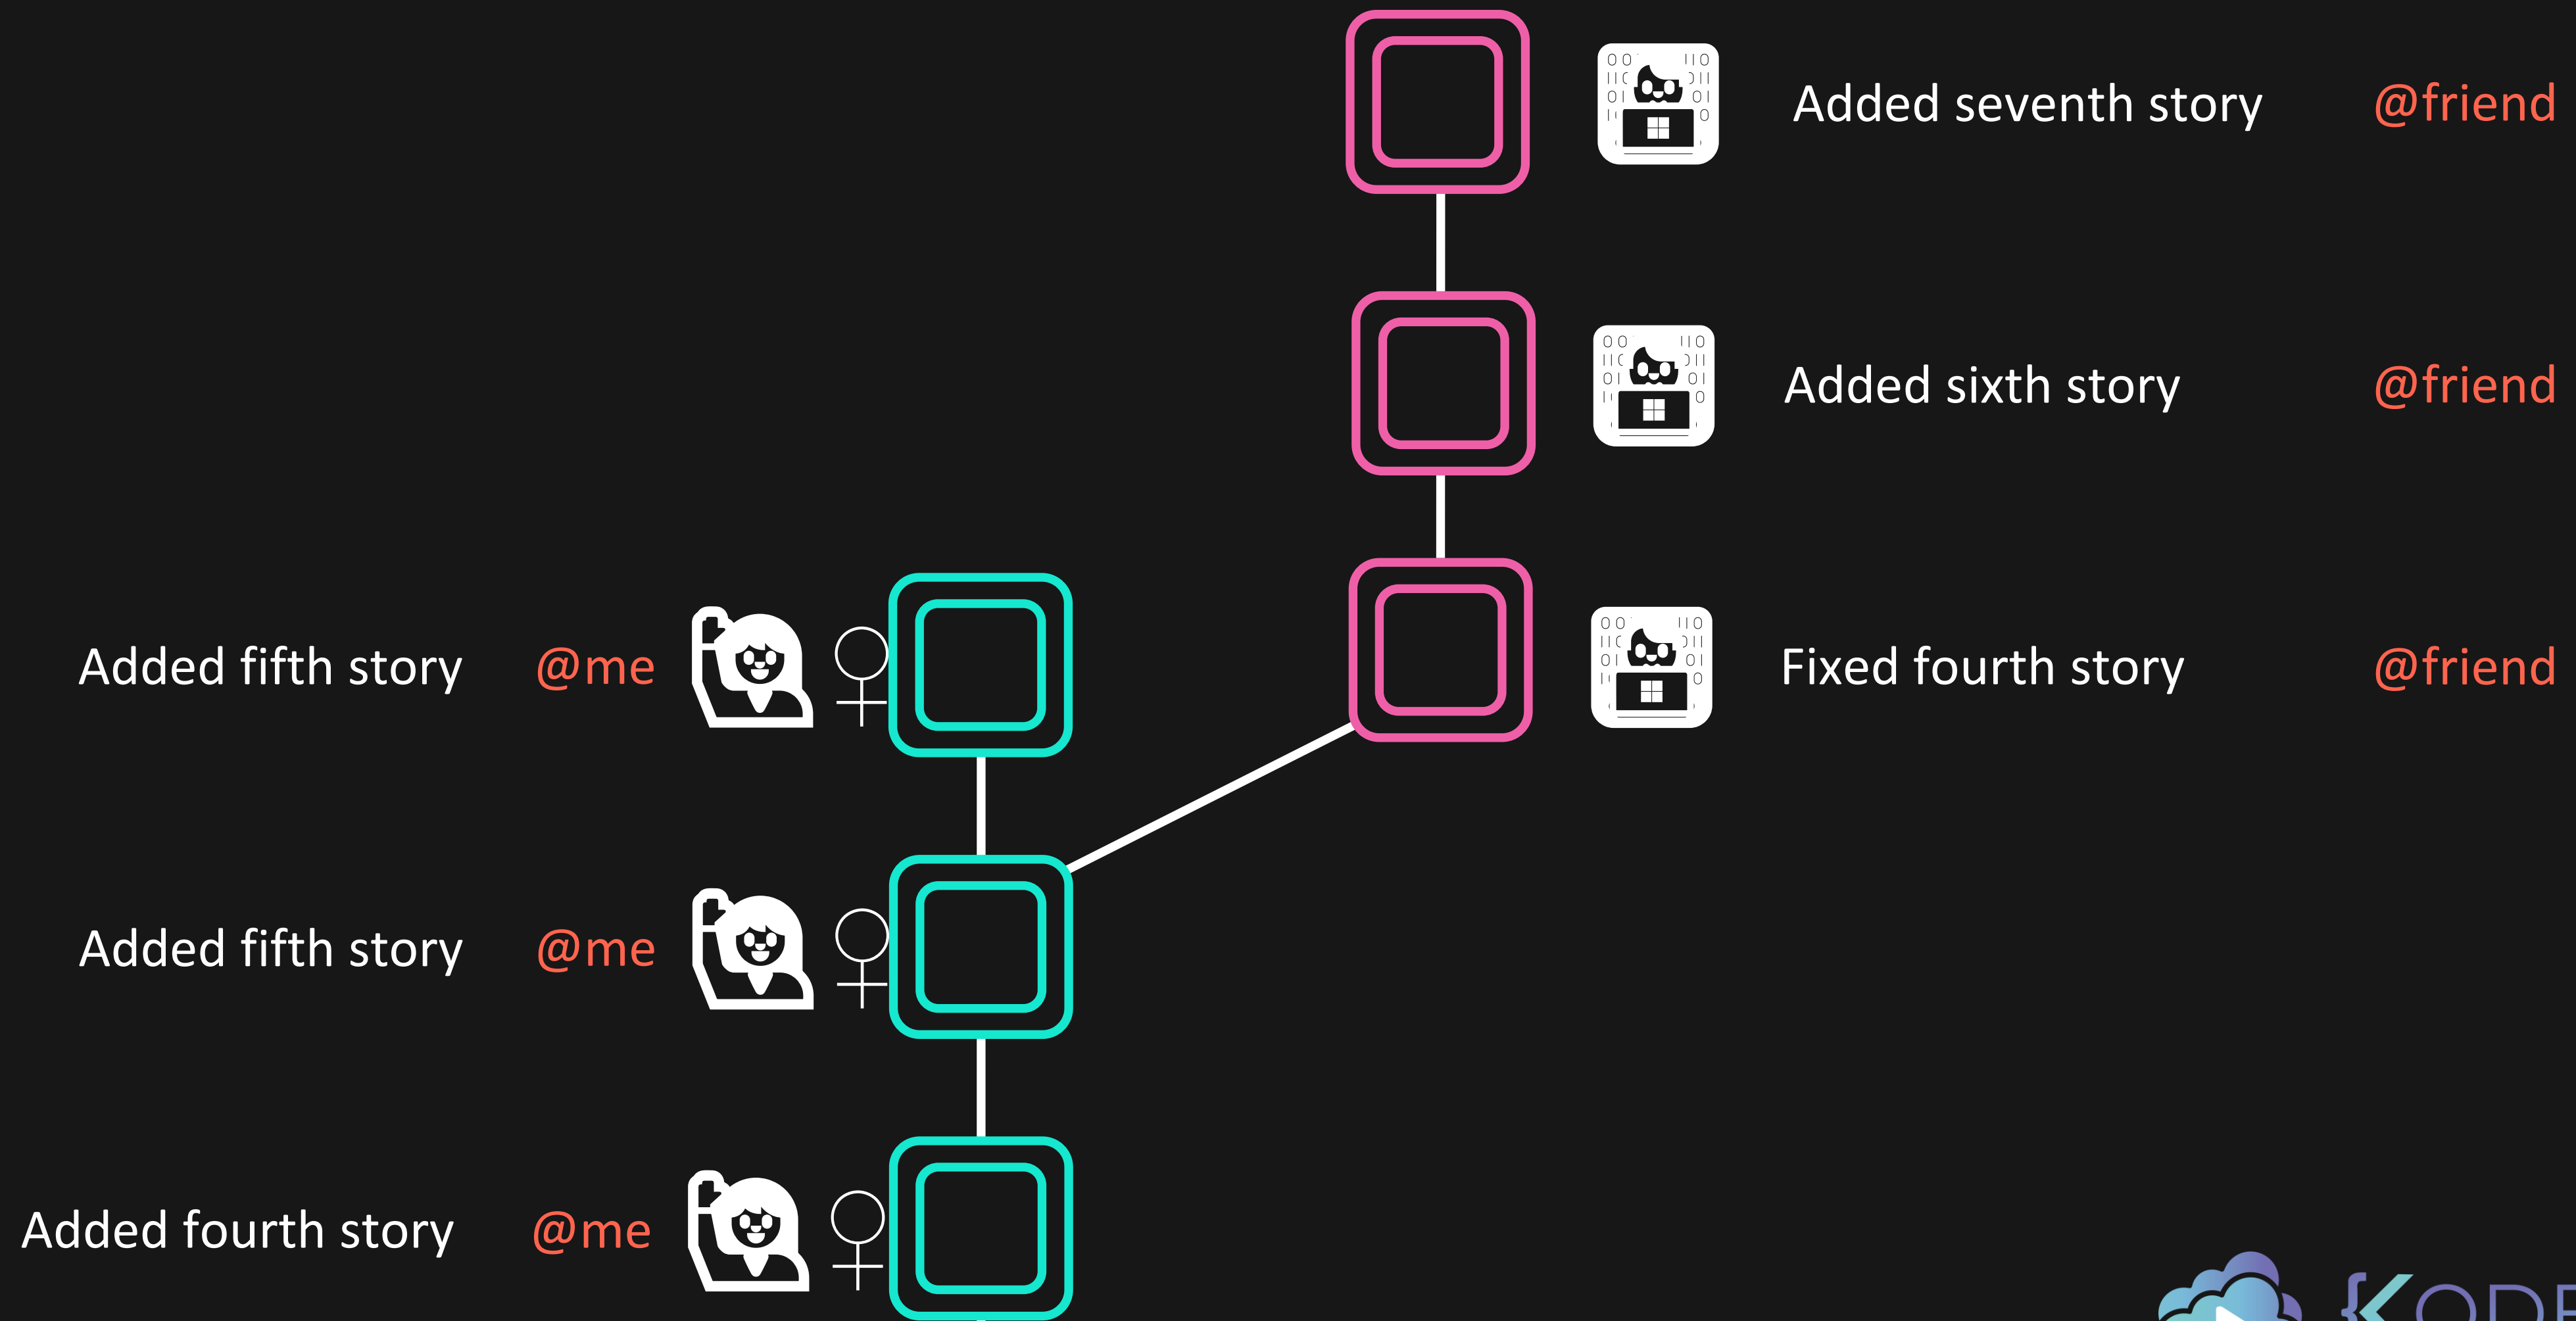 Added seventh story @friend
Added sixth story @friend
Added fifth story @me
Fixed fourth story @friend
Added fifth story @me
Added fourth story @me
{KODE